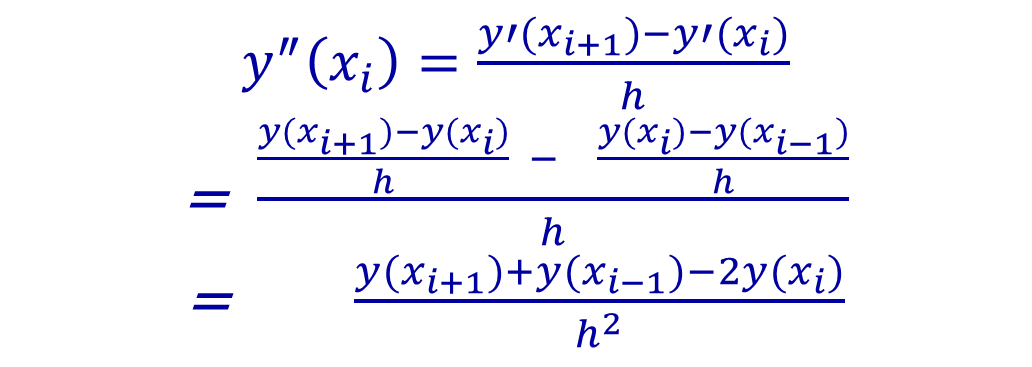 y″(xᵢ) = (y′(xᵢ₊₁)−y′(xᵢ))/h
= ((y(xᵢ₊₁)−y(xᵢ))/h − (y(xᵢ)−y(xᵢ₋₁))/h)/h
= (y(xᵢ₊₁)+y(xᵢ₋₁)−2y(xᵢ))/h²